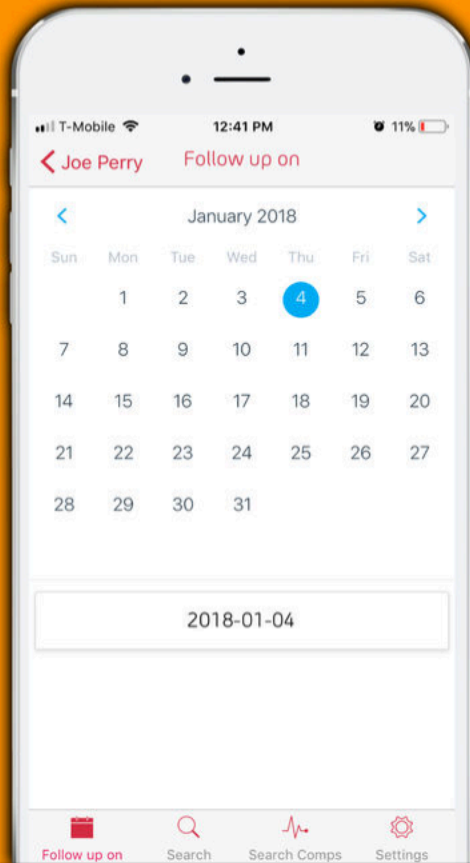 T-Mobile 12:41 PM 11%
Joe Perry Follow up on
January 2018
Sun Mon Tue Wed Thu Fri Sat
1 2 3 4 5 6
7 8 9 10 11 12 13
14 15 16 17 18 19 20
21 22 23 24 25 26 27
28 29 30 31
2018-01-04
Follow up on Search Search Comps Settings